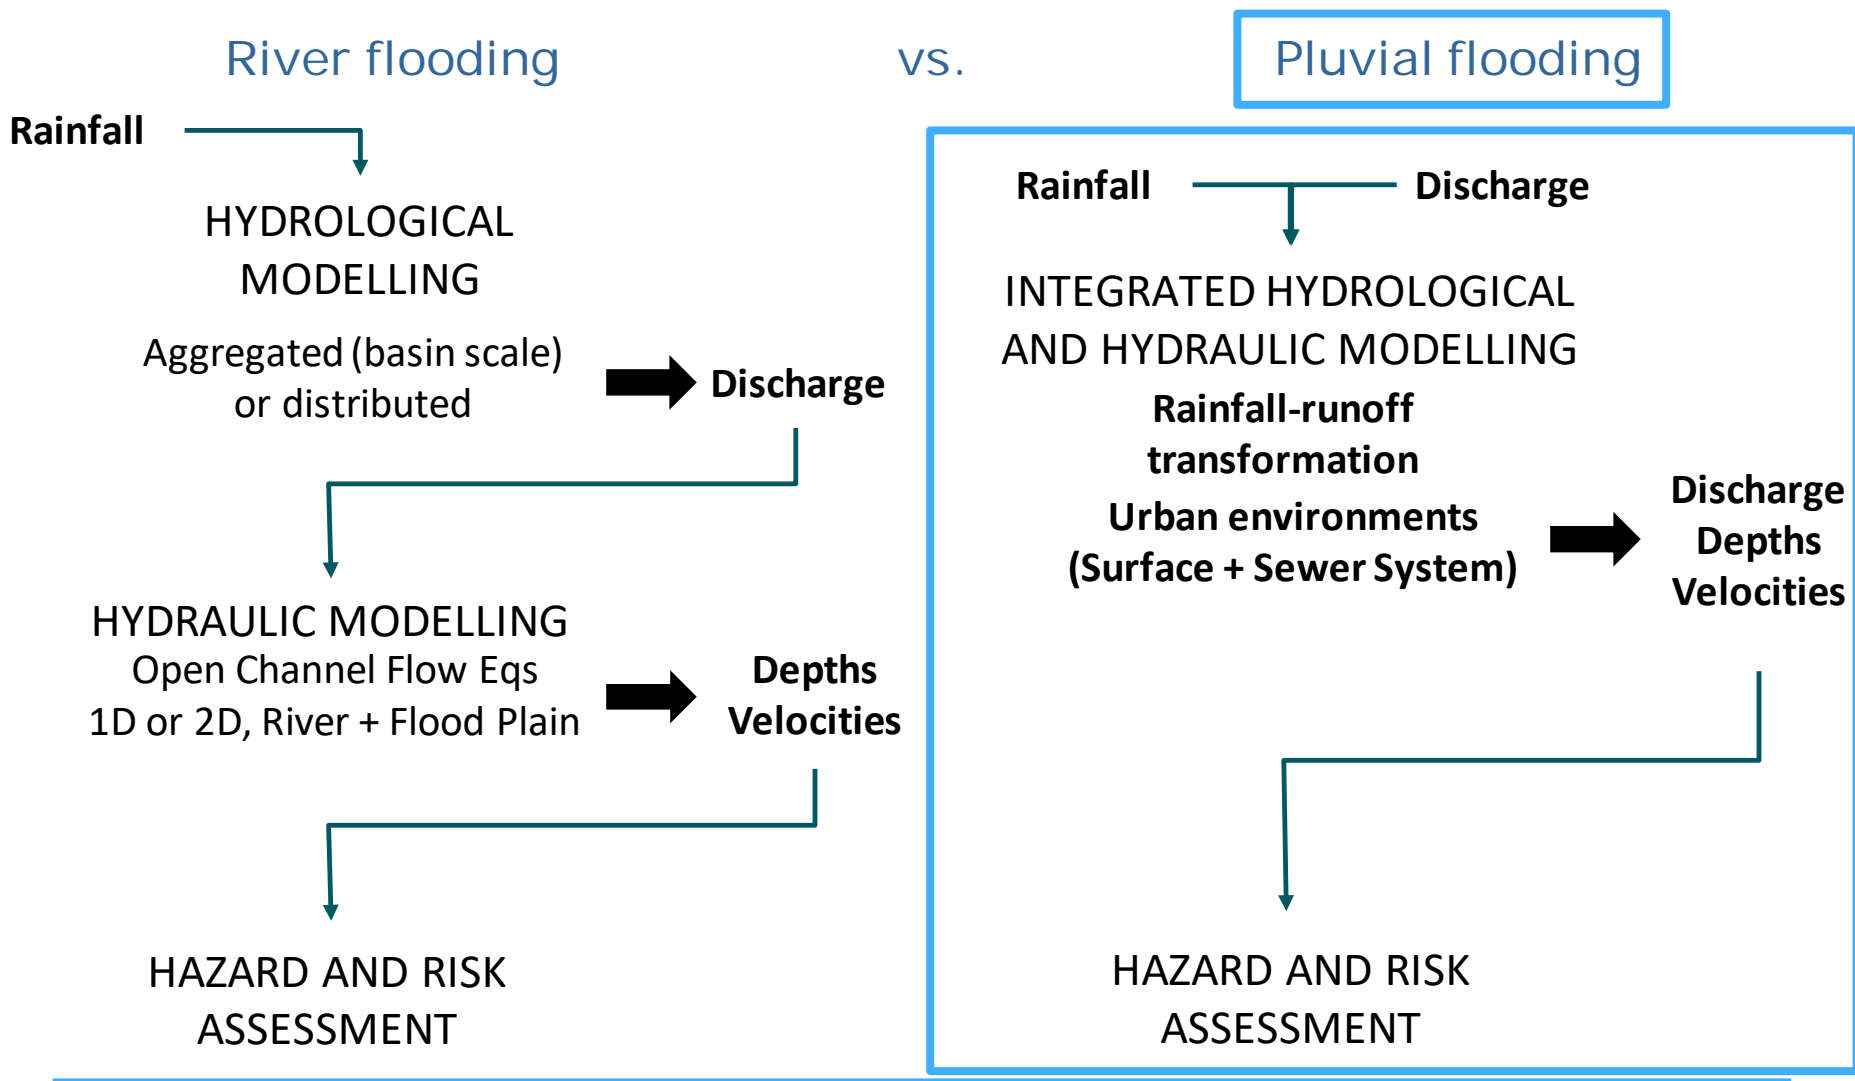 River flooding
vs.
Pluvial flooding
Rainfall
HYDROLOGICAL
MODELLING
Aggregated (basin scale)
or distributed
Discharge
HYDRAULIC MODELLING
Open Channel Flow Eqs
1D or 2D, River + Flood Plain
Depths
Velocities
HAZARD AND RISK
ASSESSMENT
Rainfall
Discharge
INTEGRATED HYDROLOGICAL
AND HYDRAULIC MODELLING
Rainfall-runoff
transformation
Urban environments
(Surface + Sewer System)
Discharge
Depths
Velocities
HAZARD AND RISK
ASSESSMENT